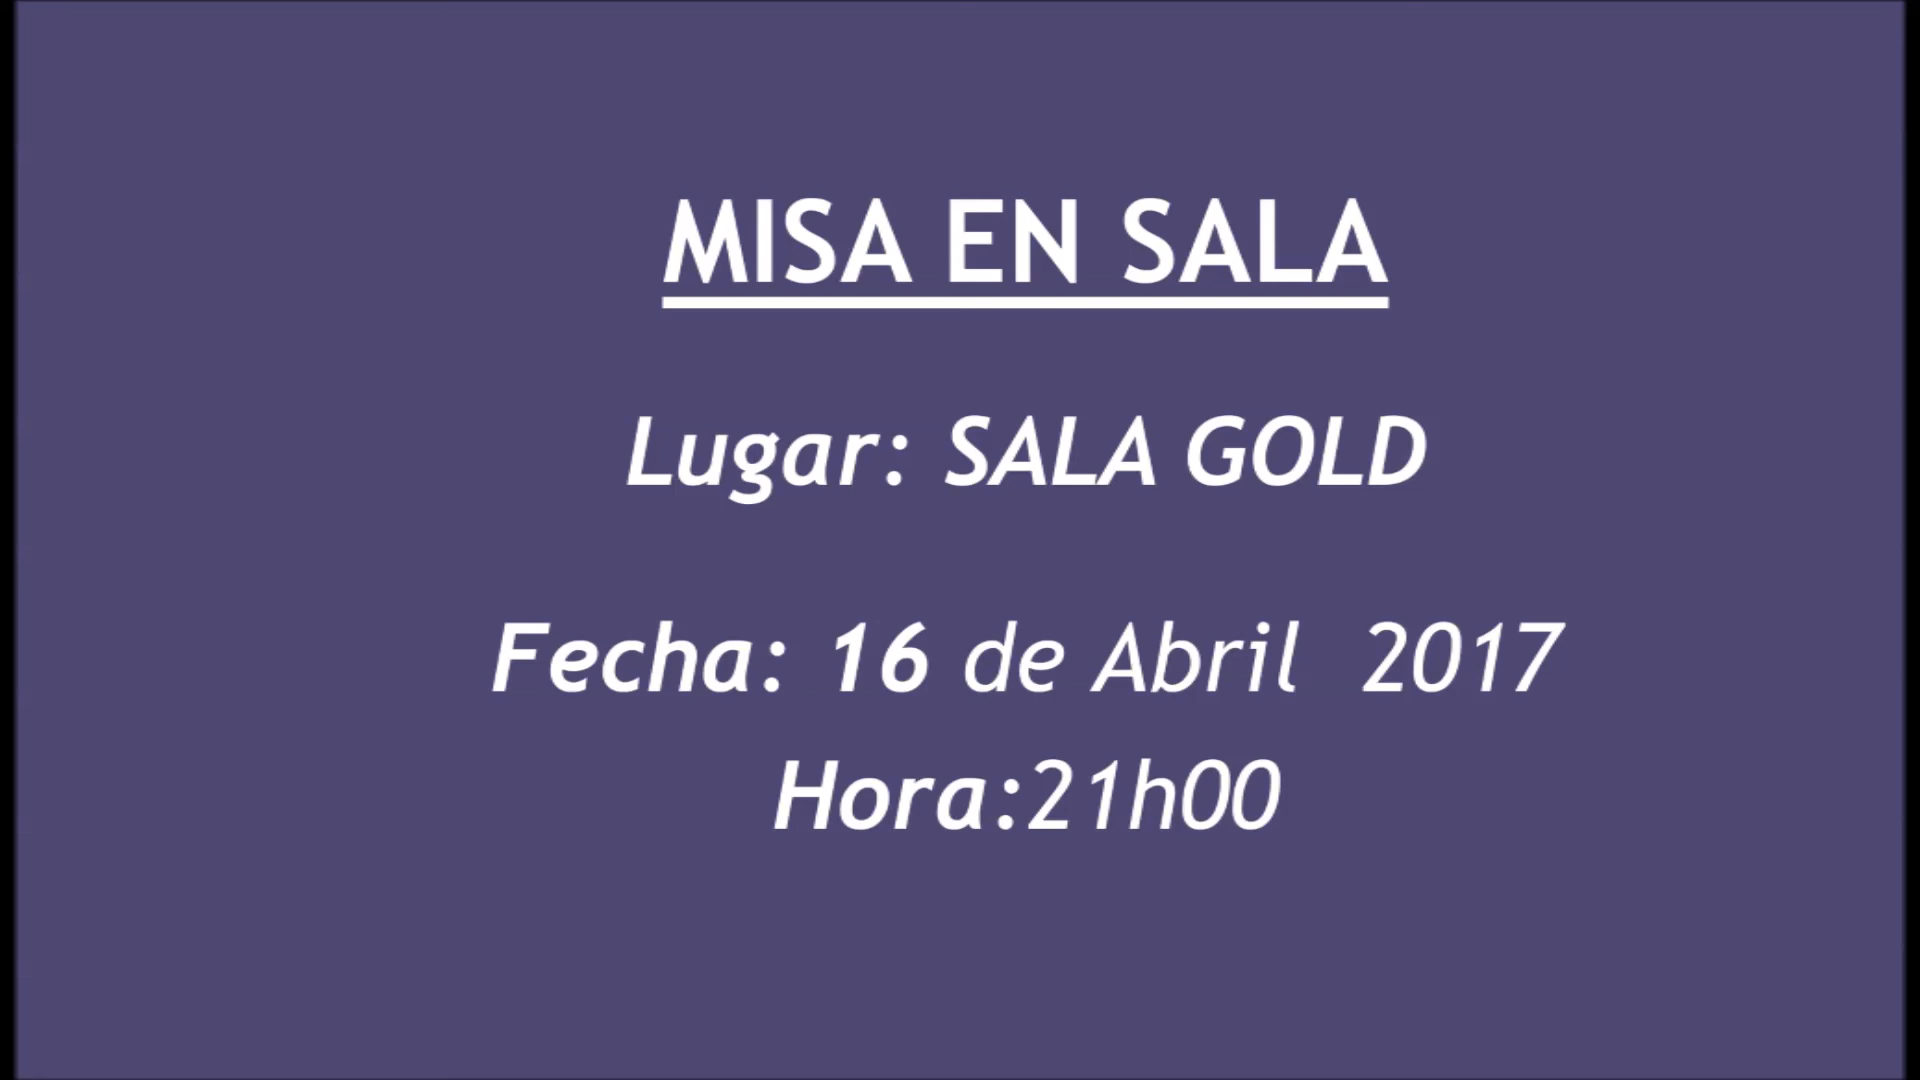 MISA EN SALA
Lugar: SALA GOLD
Fecha: 16 de Abril  2017
Hora:21h00